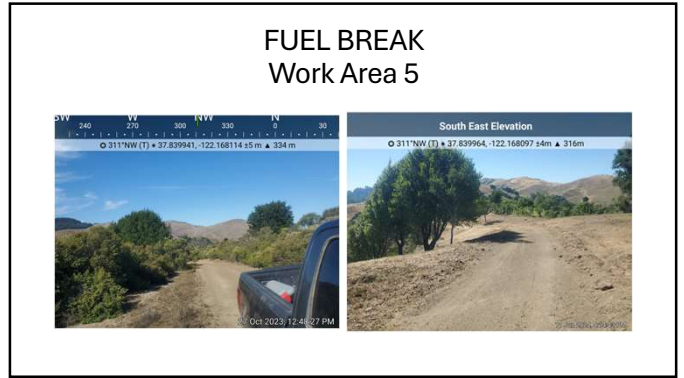 FUEL BREAK
Work Area 5
SW W NW N
240 270 300 330 0 30
311°NW (T) ● 37.839941, -122.168114 ±5 m ▲ 334 m
27 Oct 2023, 12:48:27 PM
South East Elevation
311°NW (T) ● 37.839964, -122.168097 ±4m ▲ 316m